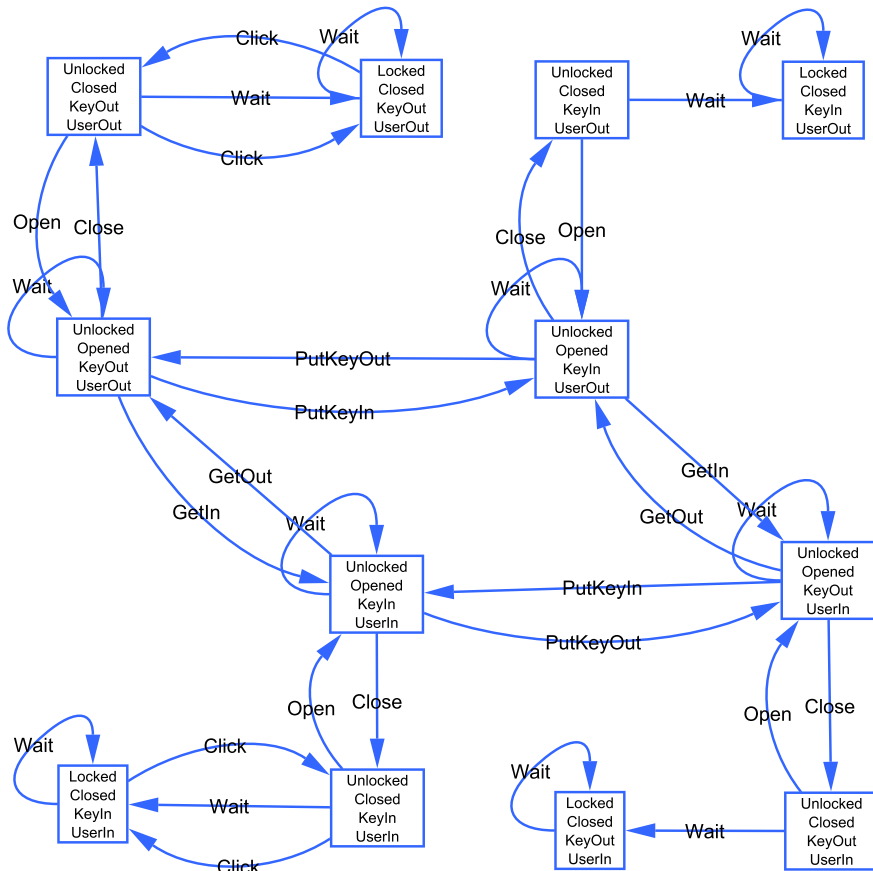 Click
Wait
Wait
Unlocked
Closed
KeyOut
UserOut
Wait
Locked
Closed
KeyOut
UserOut
Click
Unlocked
Closed
KeyIn
UserOut
Wait
Locked
Closed
KeyIn
UserOut
Open
Close
Close
Open
Wait
Wait
Unlocked
Opened
KeyOut
UserOut
PutKeyOut
Unlocked
Opened
KeyIn
UserOut
PutKeyIn
GetOut
GetIn
GetIn
GetOut
Wait
Wait
Unlocked
Opened
KeyIn
UserIn
PutKeyIn
Unlocked
Opened
KeyOut
UserIn
PutKeyOut
Open
Close
Open
Close
Wait
Click
Wait
Locked
Closed
KeyIn
UserIn
Wait
Unlocked
Closed
KeyIn
UserIn
Click
Locked
Closed
KeyOut
UserIn
Wait
Unlocked
Closed
KeyOut
UserIn